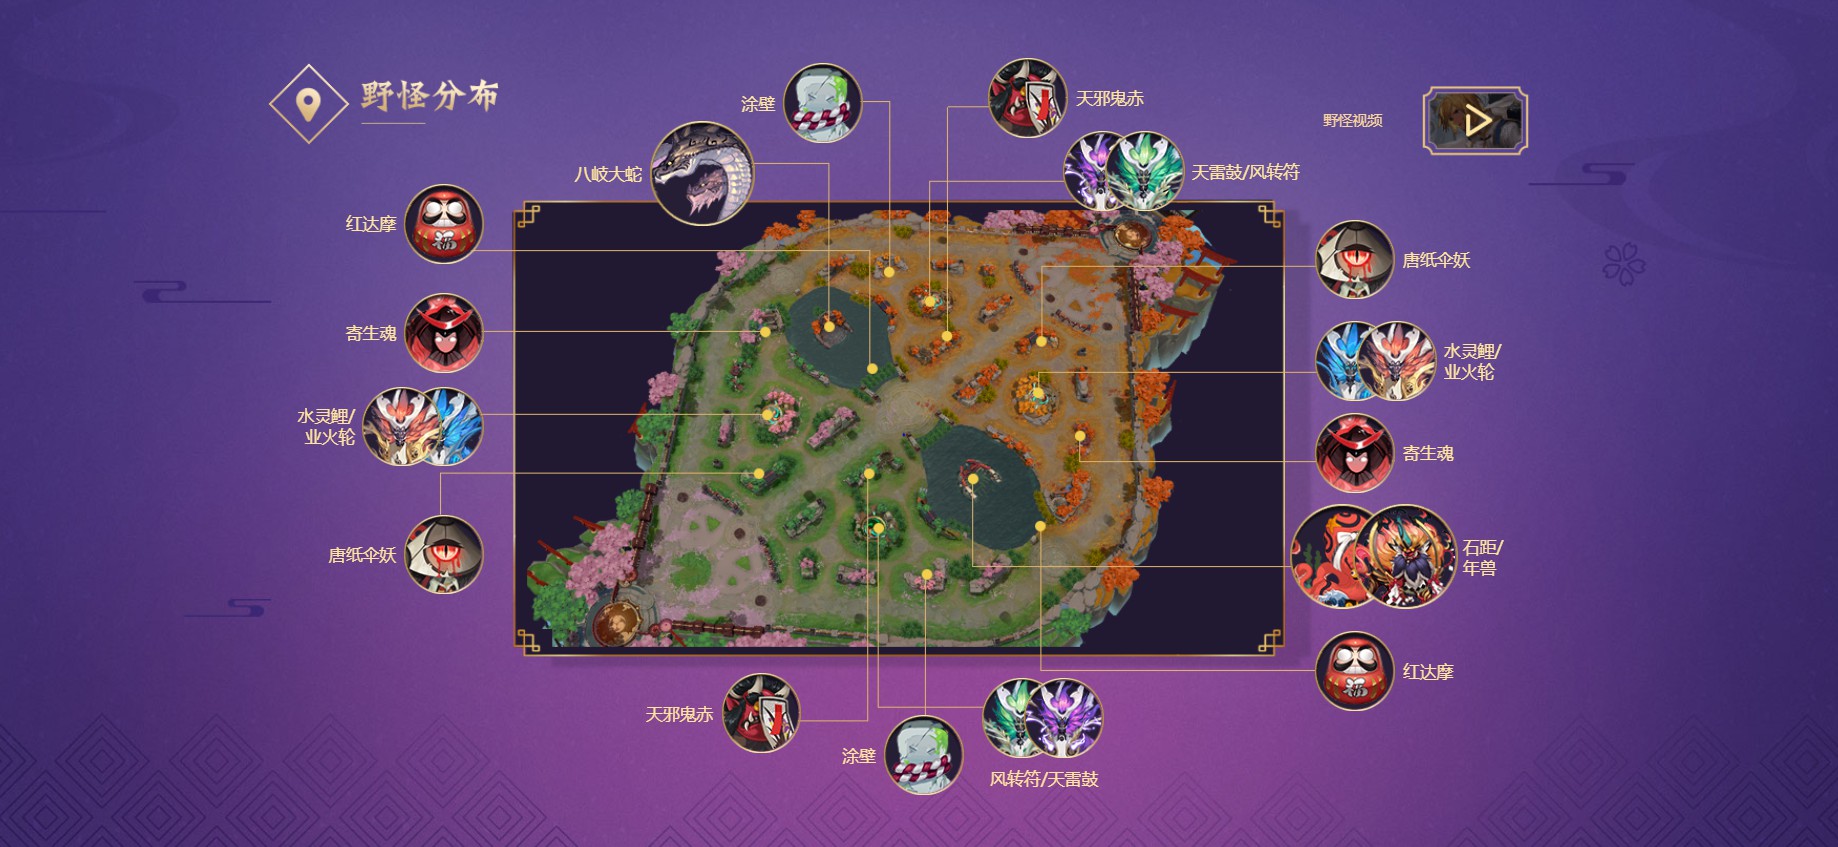 野怪分布
涂壁
天邪鬼赤
野怪视频
八岐大蛇
天雷鼓/风转符
红达摩
唐纸伞妖
寄生魂
水灵鲤/
业火轮
水灵鲤/
业火轮
寄生魂
唐纸伞妖
石距/
年兽
红达摩
天邪鬼赤
涂壁
风转符/天雷鼓
福
福